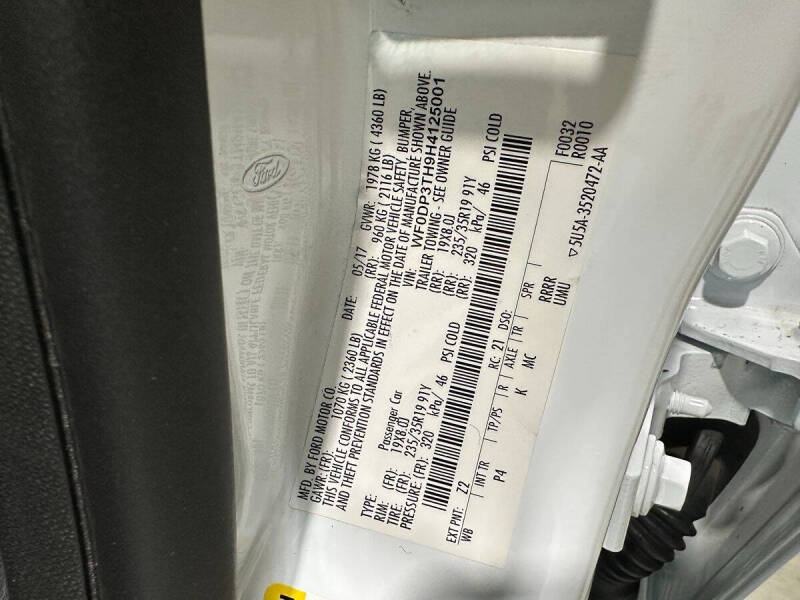 Ford
MFD. BY FORD MOTOR CO.
DATE: 05/17 GVWR: 1978 KG ( 4360 LB)
GAWR: (FR): 1070 KG ( 2360 LB) (RR): 960 KG ( 2116 LB)
THIS VEHICLE CONFORMS TO ALL APPLICABLE FEDERAL MOTOR VEHICLE SAFETY, BUMPER,
AND THEFT PREVENTION STANDARDS IN EFFECT ON THE DATE OF MANUFACTURE SHOWN ABOVE.
VIN: WF0DP3TH9H4125001
TYPE: Passenger Car TRAILER TOWING - SEE OWNER GUIDE
RIM: (FR): 19X8.0J (RR): 19X8.0J
TIRE: (FR): 235/35R19 91Y (RR): 235/35R19 91Y
PRESSURE: (FR): 320 kPa/ 46 PSI COLD (RR): 320 kPa/ 46 PSI COLD
EXT PNT: Z2 RC: 21 DSO: F0032
WB INT TR TP/PS R AXLE TR SPR R0010
P4 K MC RRRR
UMU
▽5U5A-3520472-AA